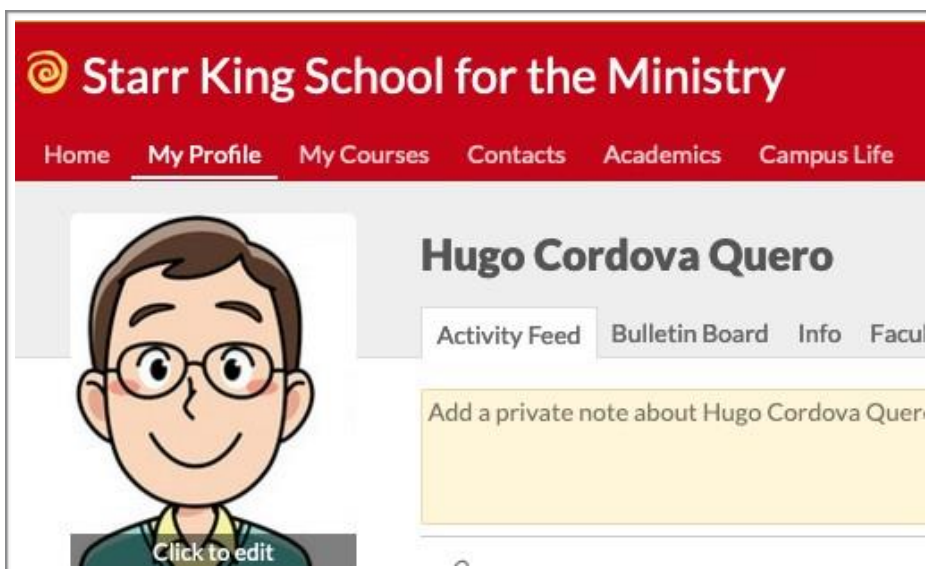 Starr King School for the Ministry
Home My Profile My Courses Contacts Academics Campus Life
Hugo Cordova Quero
Activity Feed Bulletin Board Info
Add a private note about Hugo Cordova
Click to edit